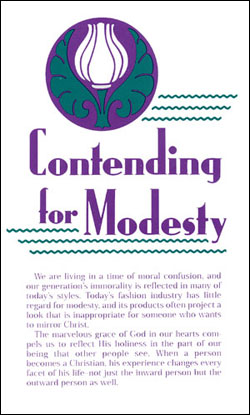 Contending
for Modesty
We are living in a time of moral confusion, and
our generation's immorality is reflected in many of
today's styles. Today's fashion industry has little
regard for modesty, and its products often project a
look that is inappropriate for someone who wants
to mirror Christ.
The marvelous grace of God in our hearts com-
pels us to reflect His holiness in the part of our
being that other people see. When a person
becomes a Christian, his experience changes every
facet of his life-not just the inward person but the
outward person as well.